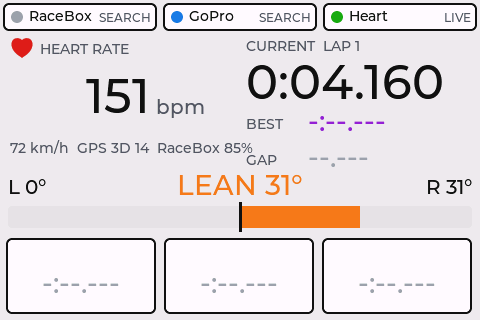 RaceBox SEARCH GoPro SEARCH Heart LIVE
HEART RATE
151 bpm
CURRENT LAP 1
0:04.160
BEST -:--.---
GAP --.---
72 km/h GPS 3D 14 RaceBox 85%
L 0° LEAN 31° R 31°
-:--.--- -:--.--- -:--.---